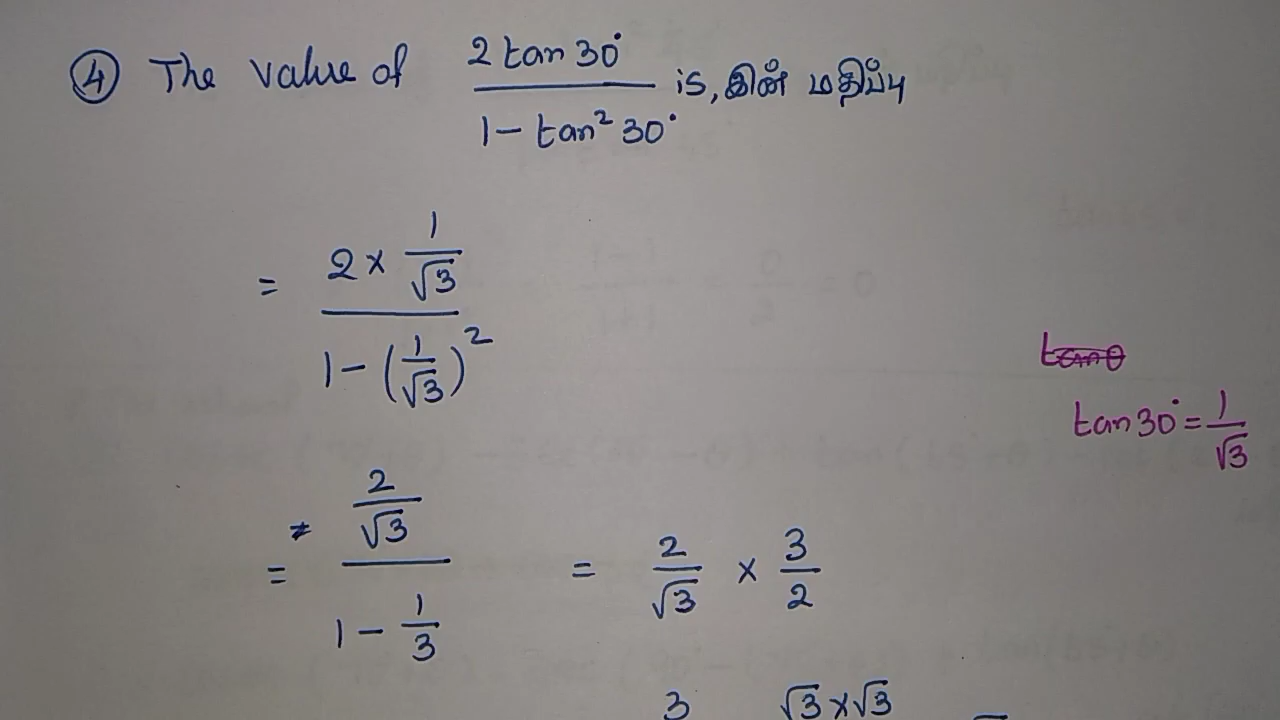 ④ The value of (2 tan 30°)/(1 − tan² 30°) is, இன் மதிப்பு
= (2 × 1/√3)/(1 − (1/√3)²)
tanθ
tan 30° = 1/√3
= (2/√3)/(1 − 1/3) = 2/√3 × 3/2
3 √3 × √3